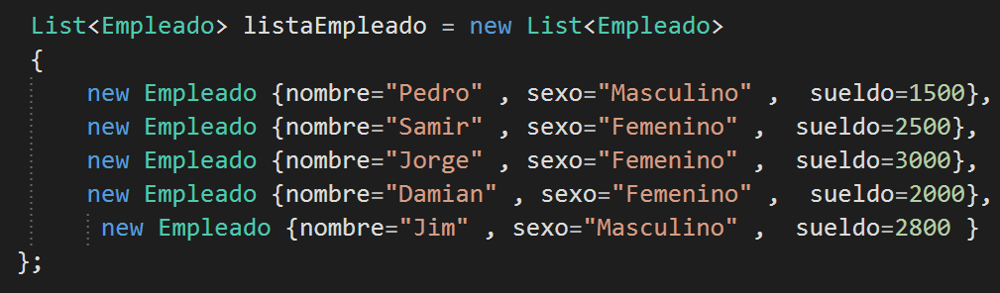 List<Empleado> listaEmpleado = new List<Empleado>
{
new Empleado {nombre="Pedro" , sexo="Masculino" , sueldo=1500},
new Empleado {nombre="Samir" , sexo="Femenino" , sueldo=2500},
new Empleado {nombre="Jorge" , sexo="Femenino" , sueldo=3000},
new Empleado {nombre="Damian" , sexo="Femenino" , sueldo=2000},
new Empleado {nombre="Jim" , sexo="Masculino" , sueldo=2800 }
};